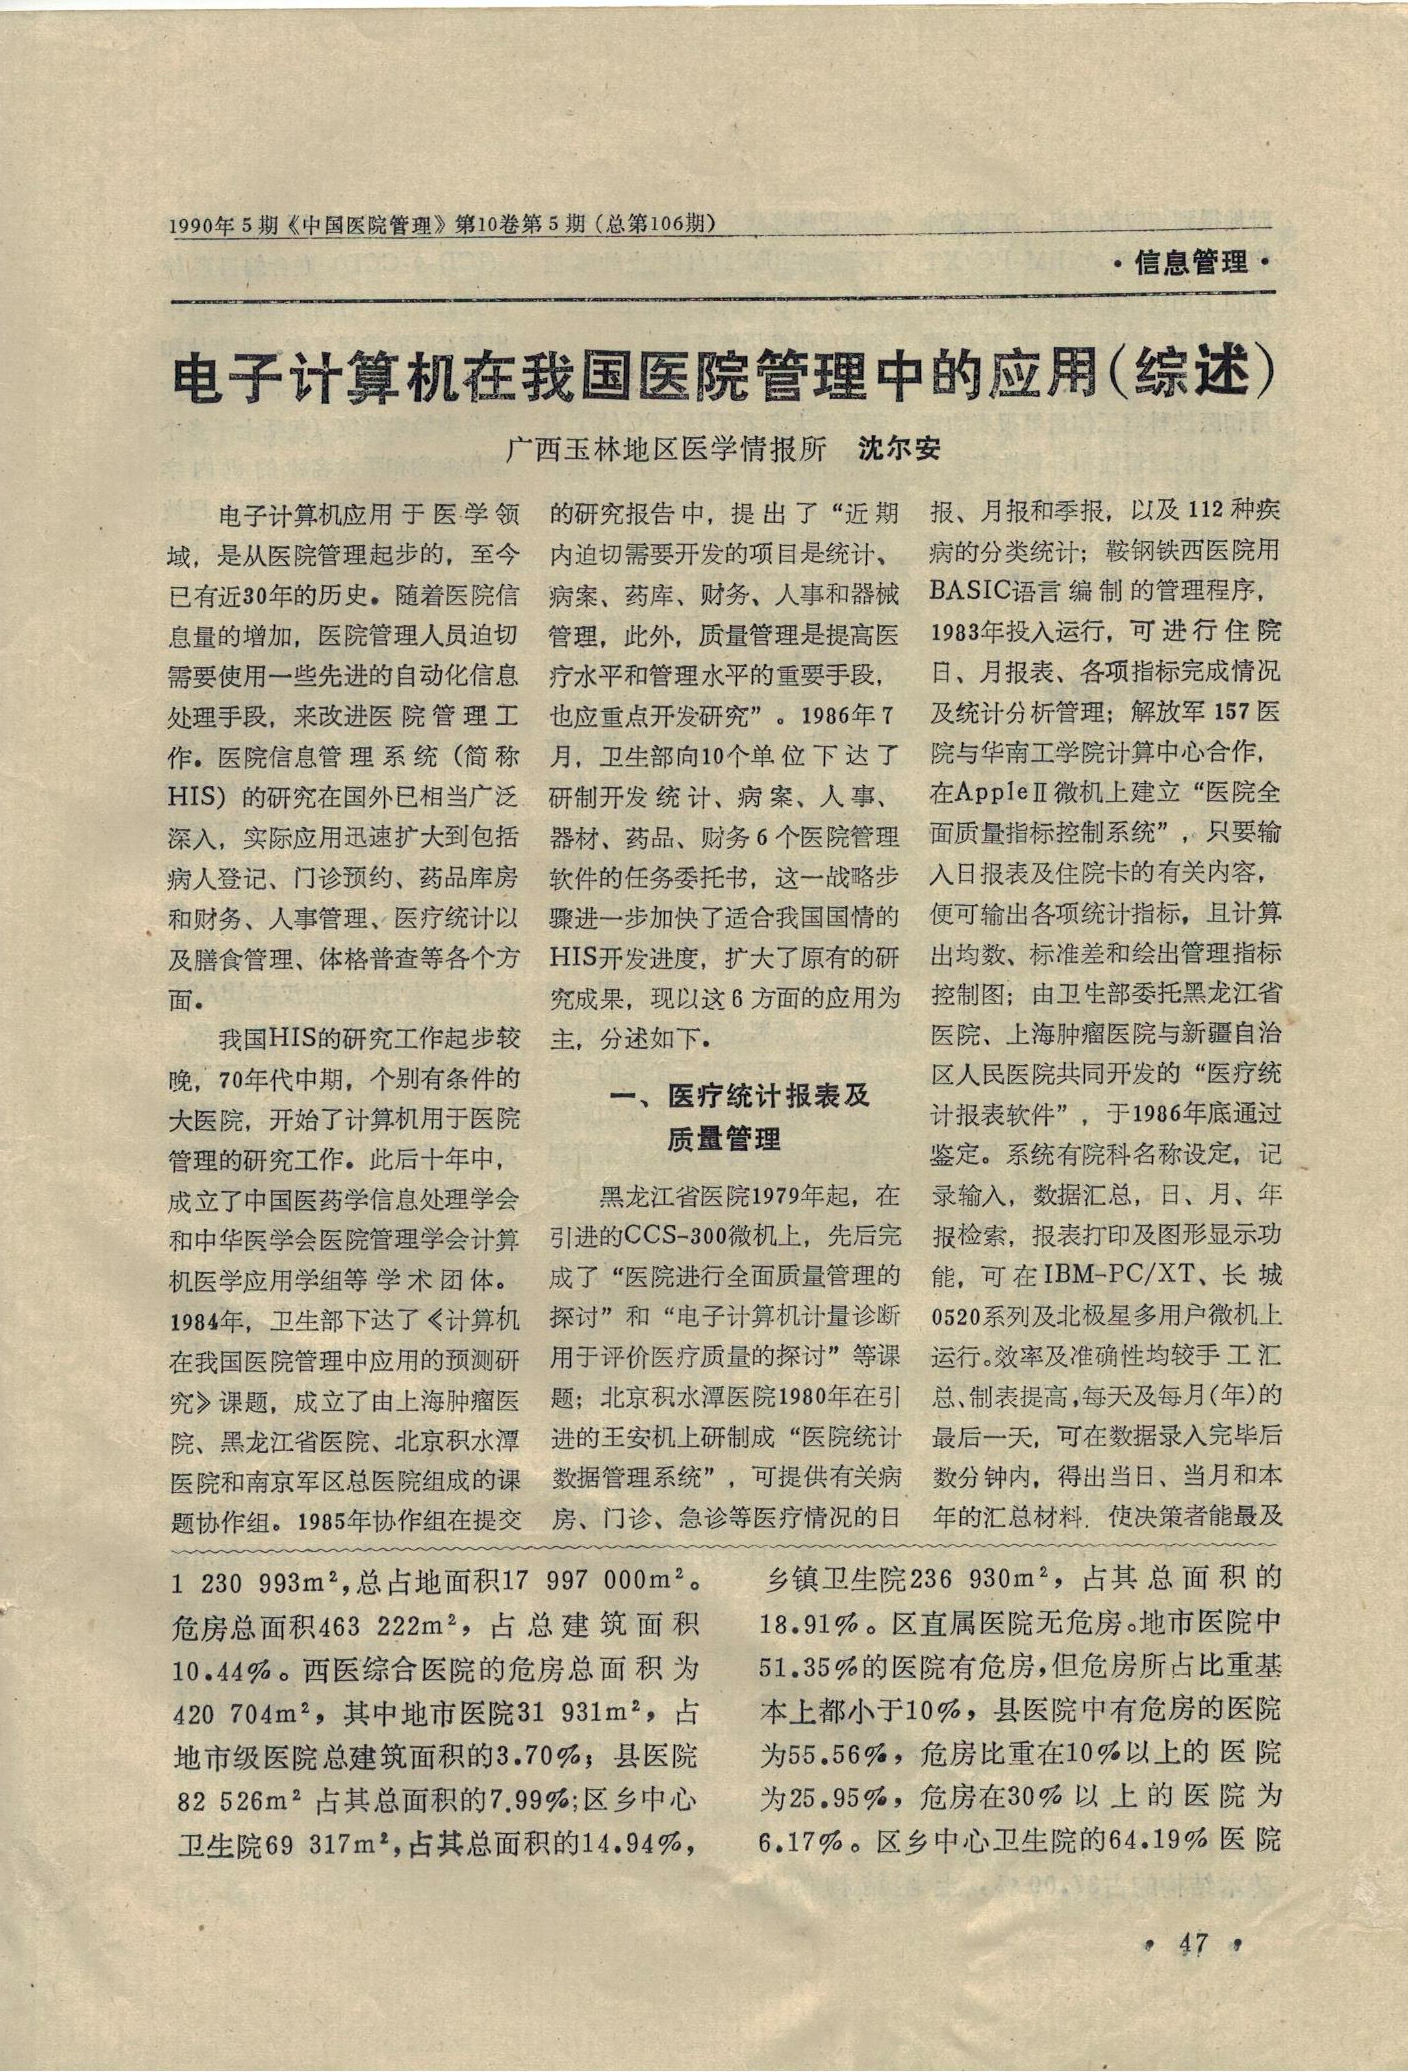 1990年5期《中国医院管理》第10卷第5期（总第106期）
·信息管理·
电子计算机在我国医院管理中的应用（综述）
广西玉林地区医学情报所 沈尔安
电子计算机应用于医学领
域，是从医院管理起步的，至今
已有近30年的历史。随着医院信
息量的增加，医院管理人员迫切
需要使用一些先进的自动化信息
处理手段，来改进医院管理工
作。医院信息管理系统（简称
HIS）的研究在国外已相当广泛
深入，实际应用迅速扩大到包括
病人登记、门诊预约、药品库房
和财务、人事管理、医疗统计以
及膳食管理、体格普查等各个方
面。
我国HIS的研究工作起步较
晚，70年代中期，个别有条件的
大医院，开始了计算机用于医院
管理的研究工作。此后十年中，
成立了中国医药学信息处理学会
和中华医学会医院管理学会计算
机医学应用学组等学术团体。
1984年，卫生部下达了《计算机
在我国医院管理中应用的预测研
究》课题，成立了由上海肿瘤医
院、黑龙江省医院、北京积水潭
医院和南京军区总医院组成的课
题协作组。1985年协作组在提交
的研究报告中，提出了“近期
内迫切需要开发的项目是统计、
病案、药库、财务、人事和器械
管理，此外，质量管理是提高医
疗水平和管理水平的重要手段，
也应重点开发研究”。1986年7
月，卫生部向10个单位下达了
研制开发统计、病案、人事、
器材、药品、财务6个医院管理
软件的任务委托书，这一战略步
骤进一步加快了适合我国国情的
HIS开发进度，扩大了原有的研
究成果，现以这6方面的应用为
主，分述如下。
一、医疗统计报表及
质量管理
黑龙江省医院1979年起，在
引进的CCS-300微机上，先后完
成了“医院进行全面质量管理的
探讨”和“电子计算机计量诊断
用于评价医疗质量的探讨”等课
题；北京积水潭医院1980年在引
进的王安机上研制成“医院统计
数据管理系统”，可提供有关病
房、门诊、急诊等医疗情况的日
报、月报和季报，以及112种疾
病的分类统计；鞍钢铁西医院用
BASIC语言编制的管理程序，
1983年投入运行，可进行住院
日、月报表、各项指标完成情况
及统计分析管理；解放军157医
院与华南工学院计算中心合作，
在AppleⅡ微机上建立“医院全
面质量指标控制系统”，只要输
入日报表及住院卡的有关内容，
便可输出各项统计指标，且计算
出均数、标准差和绘出管理指标
控制图；由卫生部委托黑龙江省
医院、上海肿瘤医院与新疆自治
区人民医院共同开发的“医疗统
计报表软件”，于1986年底通过
鉴定。系统有院科名称设定，记
录输入，数据汇总，日、月、年
报检索，报表打印及图形显示功
能，可在IBM-PC/XT、长城
0520系列及北极星多用户微机上
运行。效率及准确性均较手工汇
总、制表提高，每天及每月（年）的
最后一天，可在数据录入完毕后
数分钟内，得出当日、当月和本
年的汇总材料．使决策者能最及
1 230 993m²，总占地面积17 997 000m²。
危房总面积463 222m²，占总建筑面积
10.44%。西医综合医院的危房总面积为
420 704m²，其中地市医院31 931m²，占
地市级医院总建筑面积的3.70%；县医院
82 526m² 占其总面积的7.99%；区乡中心
卫生院69 317m²，占其总面积的14.94%，
乡镇卫生院236 930m²，占其总面积的
18.91%。区直属医院无危房。地市医院中
51.35%的医院有危房，但危房所占比重基
本上都小于10%，县医院中有危房的医院
为55.56%，危房比重在10%以上的医院
为25.95%，危房在30%以上的医院为
6.17%。区乡中心卫生院的64.19%医院
· 47 ·